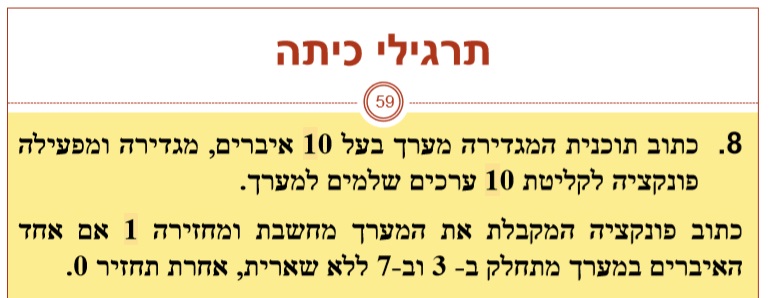 תרגילי כיתה
59
8. כתוב תוכנית המגדירה מערך בעל 10 איברים, מגדירה ומפעילה
פונקציה לקליטת 10 ערכים שלמים למערך.
כתוב פונקציה המקבלת את המערך מחשבת ומחזירה 1 אם אחד
האיברים במערך מתחלק ב- 3 וב-7 ללא שארית, אחרת תחזיר 0.